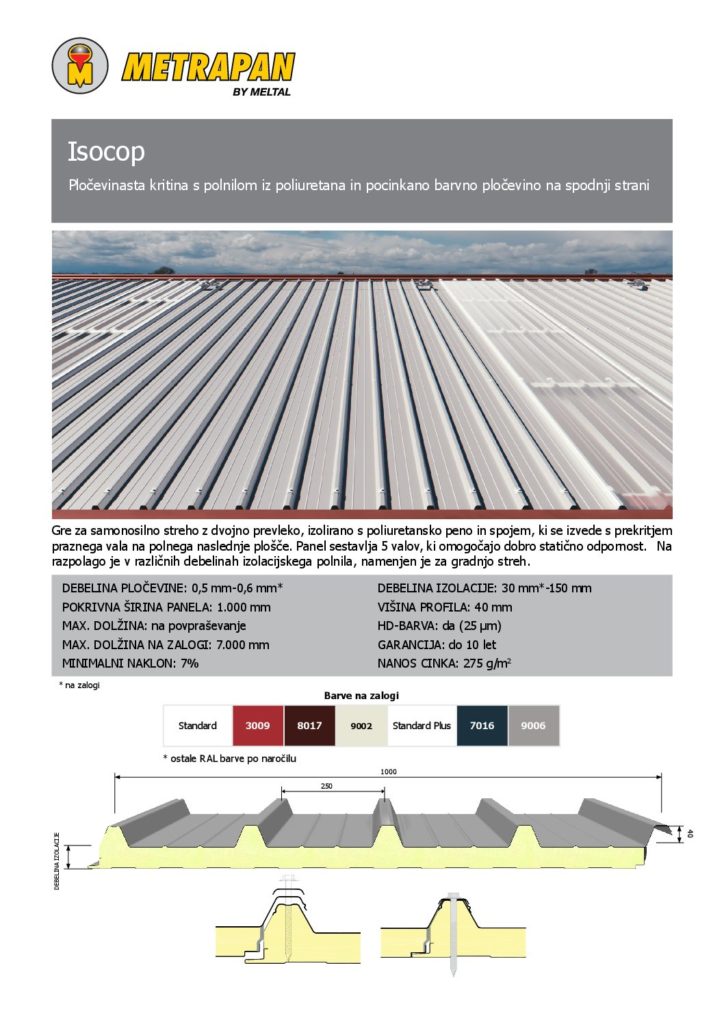 M
METRAPAN
BY MELTAL
Isocop
Pločevinasta kritina s polnilom iz poliuretana in pocinkano barvno pločevino na spodnji strani
Gre za samonosilno streho z dvojno prevleko, izolirano s poliuretansko peno in spojem, ki se izvede s prekritjem
praznega vala na polnega naslednje plošče. Panel sestavlja 5 valov, ki omogočajo dobro statično odpornost. Na
razpolago je v različnih debelinah izolacijskega polnila, namenjen je za gradnjo streh.
DEBELINA PLOČEVINE: 0,5 mm-0,6 mm*
POKRIVNA ŠIRINA PANELA: 1.000 mm
MAX. DOLŽINA: na povpraševanje
MAX. DOLŽINA NA ZALOGI: 7.000 mm
MINIMALNI NAKLON: 7%
DEBELINA IZOLACIJE: 30 mm*-150 mm
VIŠINA PROFILA: 40 mm
HD-BARVA: da (25 µm)
GARANCIJA: do 10 let
NANOS CINKA: 275 g/m²
* na zalogi
Barve na zalogi
Standard 3009 8017 9002 Standard Plus 7016 9006
* ostale RAL barve po naročilu
1000
250
40
DEBELINA IZOLACIJE